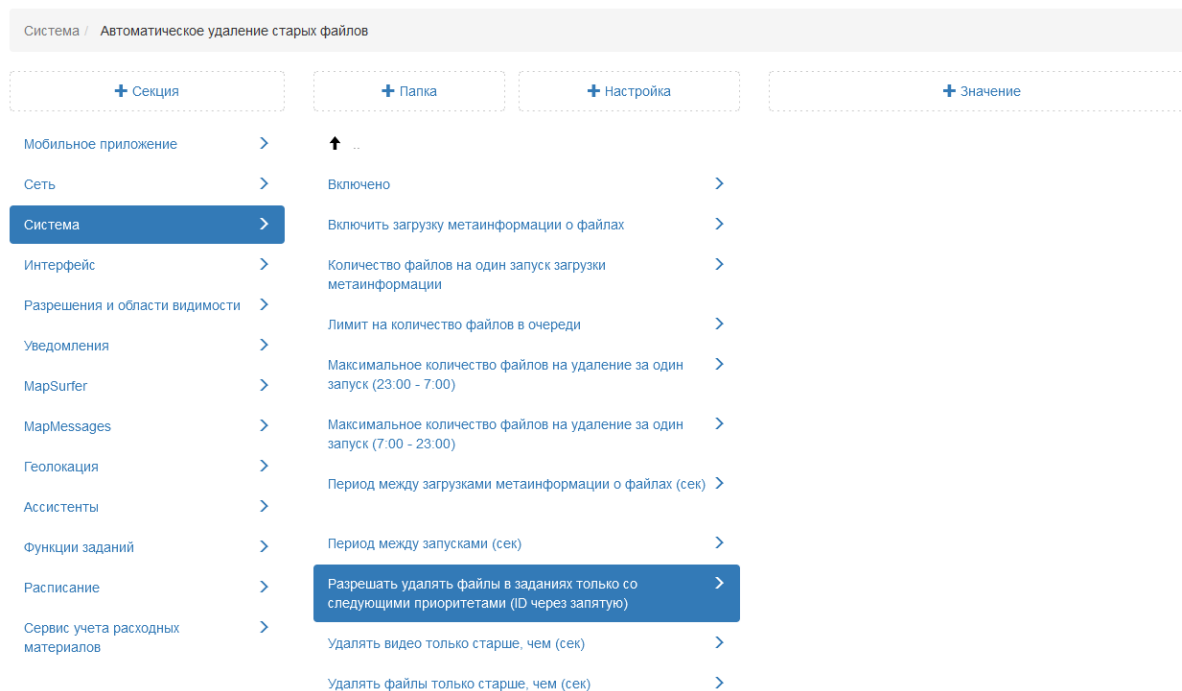 Система / Автоматическое удаление старых файлов
Секция
Папка
Настройка
Значение
Мобильное приложение
Сеть
Система
Интерфейс
Разрешения и области видимости
Уведомления
MapSurfer
MapMessages
Геолокация
Ассистенты
Функции заданий
Расписание
Сервис учета расходных
материалов
..
Включено
Включить загрузку метаинформации о файлах
Количество файлов на один запуск загрузки
метаинформации
Лимит на количество файлов в очереди
Максимальное количество файлов на удаление за один
запуск (23:00 - 7:00)
Максимальное количество файлов на удаление за один
запуск (7:00 - 23:00)
Период между загрузками метаинформации о файлах (сек)
Период между запусками (сек)
Разрешать удалять файлы в заданиях только со
следующими приоритетами (ID через запятую)
Удалять видео только старше, чем (сек)
Удалять файлы только старше, чем (сек)